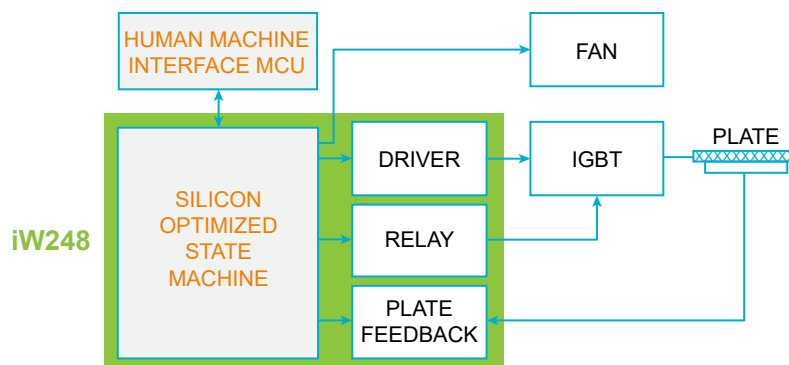 HUMAN MACHINE
INTERFACE MCU
FAN
DRIVER
IGBT
PLATE
iW248
SILICON
OPTIMIZED
STATE
MACHINE
RELAY
PLATE
FEEDBACK